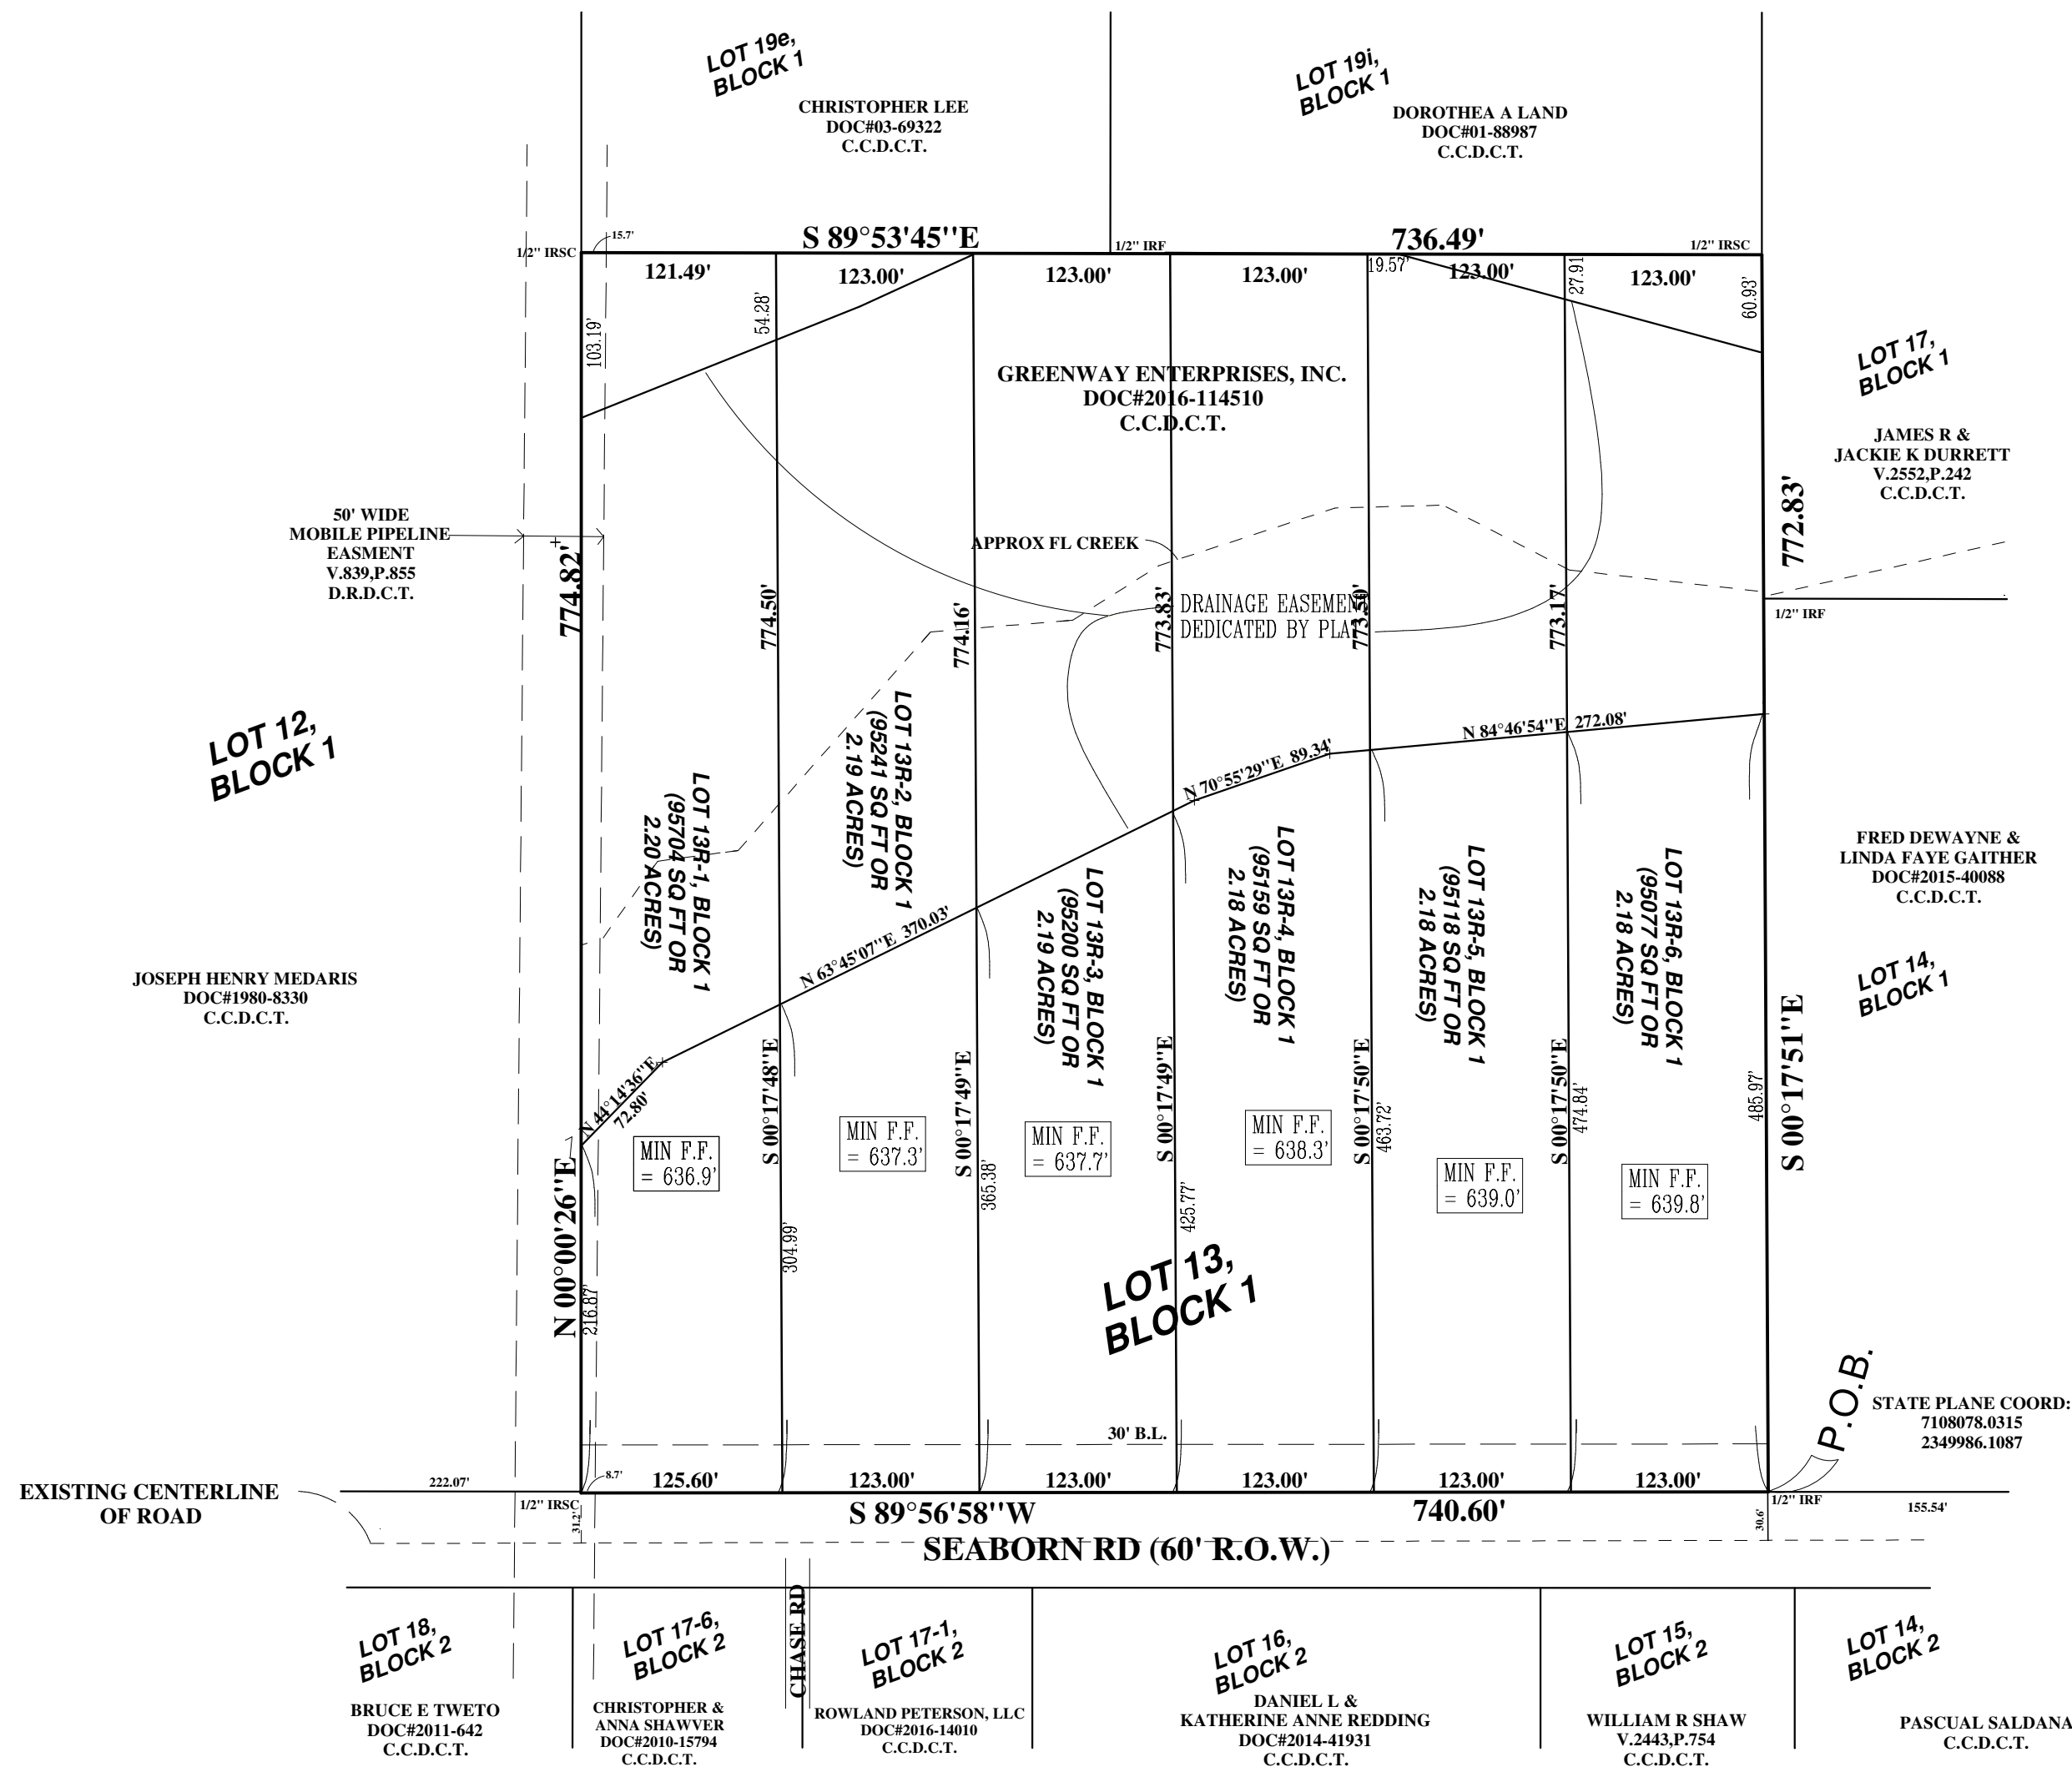 LOT 19e,
BLOCK 1
CHRISTOPHER LEE
DOC#03-69322
C.C.D.C.T.
LOT 19i,
BLOCK 1
DOROTHEA A LAND
DOC#01-88987
C.C.D.C.T.
1/2" IRSC
15.7'
S 89°53'45"E
1/2" IRF
736.49'
1/2" IRSC
121.49'
123.00'
123.00'
123.00'
19.57'
123.00'
27.91
123.00'
60.93'
103.19'
54.28'
GREENWAY ENTERPRISES, INC.
DOC#2016-114510
C.C.D.C.T.
LOT 17,
BLOCK 1
JAMES R &
JACKIE K DURRETT
V.2552,P.242
C.C.D.C.T.
50' WIDE
MOBILE PIPELINE
EASMENT
V.839,P.855
D.R.D.C.T.
APPROX FL CREEK
DRAINAGE EASEMENT
DEDICATED BY PLAT
774.82'
774.50'
774.16'
773.83'
773.50'
773.17'
772.83'
1/2" IRF
LOT 12,
BLOCK 1
JOSEPH HENRY MEDARIS
DOC#1980-8330
C.C.D.C.T.
LOT 13R-1, BLOCK 1
(95704 SQ FT OR
2.20 ACRES)
LOT 13R-2, BLOCK 1
(95241 SQ FT OR
2.19 ACRES)
LOT 13R-3, BLOCK 1
(95200 SQ FT OR
2.19 ACRES)
LOT 13R-4, BLOCK 1
(95159 SQ FT OR
2.18 ACRES)
LOT 13R-5, BLOCK 1
(95118 SQ FT OR
2.18 ACRES)
LOT 13R-6, BLOCK 1
(95077 SQ FT OR
2.18 ACRES)
N 44°14'36"E
72.80'
N 63°45'07"E 370.03'
N 70°55'29"E 89.34'
N 84°46'54"E 272.08'
FRED DEWAYNE &
LINDA FAYE GAITHER
DOC#2015-40088
C.C.D.C.T.
LOT 14,
BLOCK 1
N 00°00'26"E
S 00°17'48"E
S 00°17'49"E
S 00°17'49"E
S 00°17'50"E
S 00°17'50"E
S 00°17'51"E
216.87'
304.99'
365.38'
425.77'
463.72'
474.84'
485.97'
MIN F.F.
= 636.9'
MIN F.F.
= 637.3'
MIN F.F.
= 637.7'
MIN F.F.
= 638.3'
MIN F.F.
= 639.0'
MIN F.F.
= 639.8'
LOT 13,
BLOCK 1
30' B.L.
P.O.B.
STATE PLANE COORD:
7108078.0315
2349986.1087
EXISTING CENTERLINE
OF ROAD
222.07'
1/2" IRSC
8.7'
31.2'
125.60'
123.00'
123.00'
123.00'
123.00'
123.00'
S 89°56'58"W
740.60'
1/2" IRF
155.54'
30.6'
SEABORN RD (60' R.O.W.)
CHASE RD
LOT 18,
BLOCK 2
BRUCE E TWETO
DOC#2011-642
C.C.D.C.T.
LOT 17-6,
BLOCK 2
CHRISTOPHER &
ANNA SHAWVER
DOC#2010-15794
C.C.D.C.T.
LOT 17-1,
BLOCK 2
ROWLAND PETERSON, LLC
DOC#2016-14010
C.C.D.C.T.
LOT 16,
BLOCK 2
DANIEL L &
KATHERINE ANNE REDDING
DOC#2014-41931
C.C.D.C.T.
LOT 15,
BLOCK 2
WILLIAM R SHAW
V.2443,P.754
C.C.D.C.T.
LOT 14,
BLOCK 2
PASCUAL SALDANA
C.C.D.C.T.